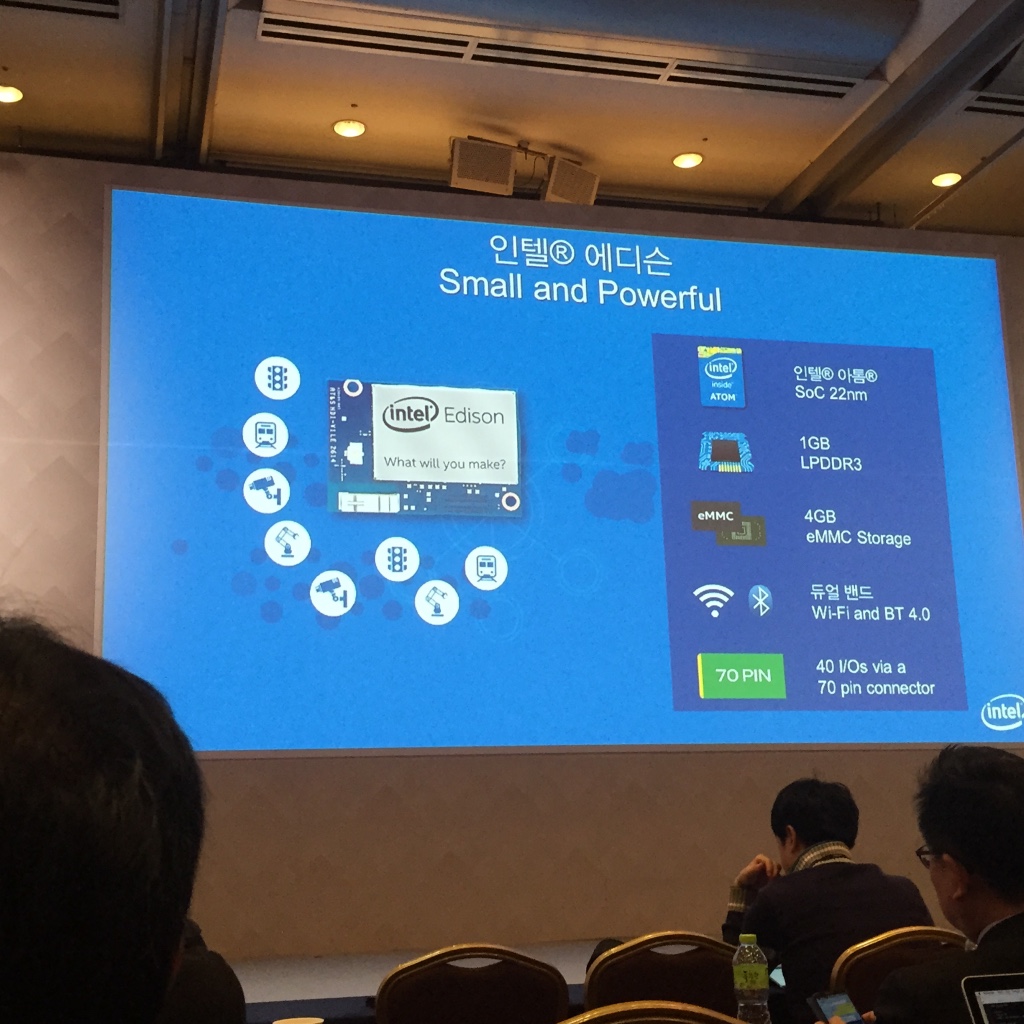 인텔® 에디슨
Small and Powerful
intel Edison
What will you make?
intel
inside
ATOM
인텔® 아톰®
SoC 22nm
1GB
LPDDR3
eMMC
4GB
eMMC Storage
듀얼 밴드
Wi-Fi and BT 4.0
70 PIN
40 I/Os via a
70 pin connector
intel